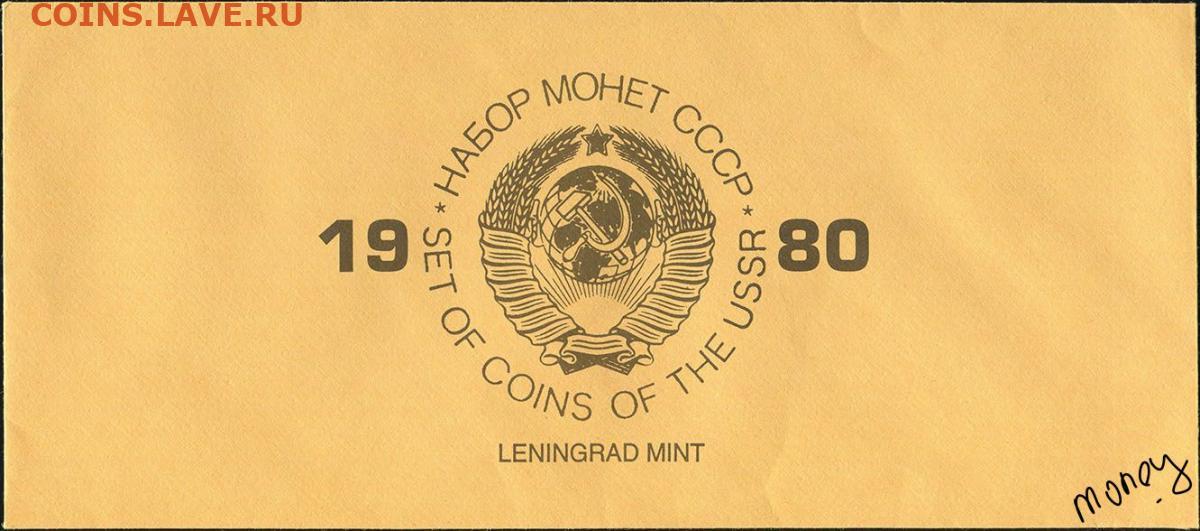 COINS.LAVE.RU
* НАБОР МОНЕТ СССР *
19 80
SET OF COINS OF THE USSR
LENINGRAD MINT
money